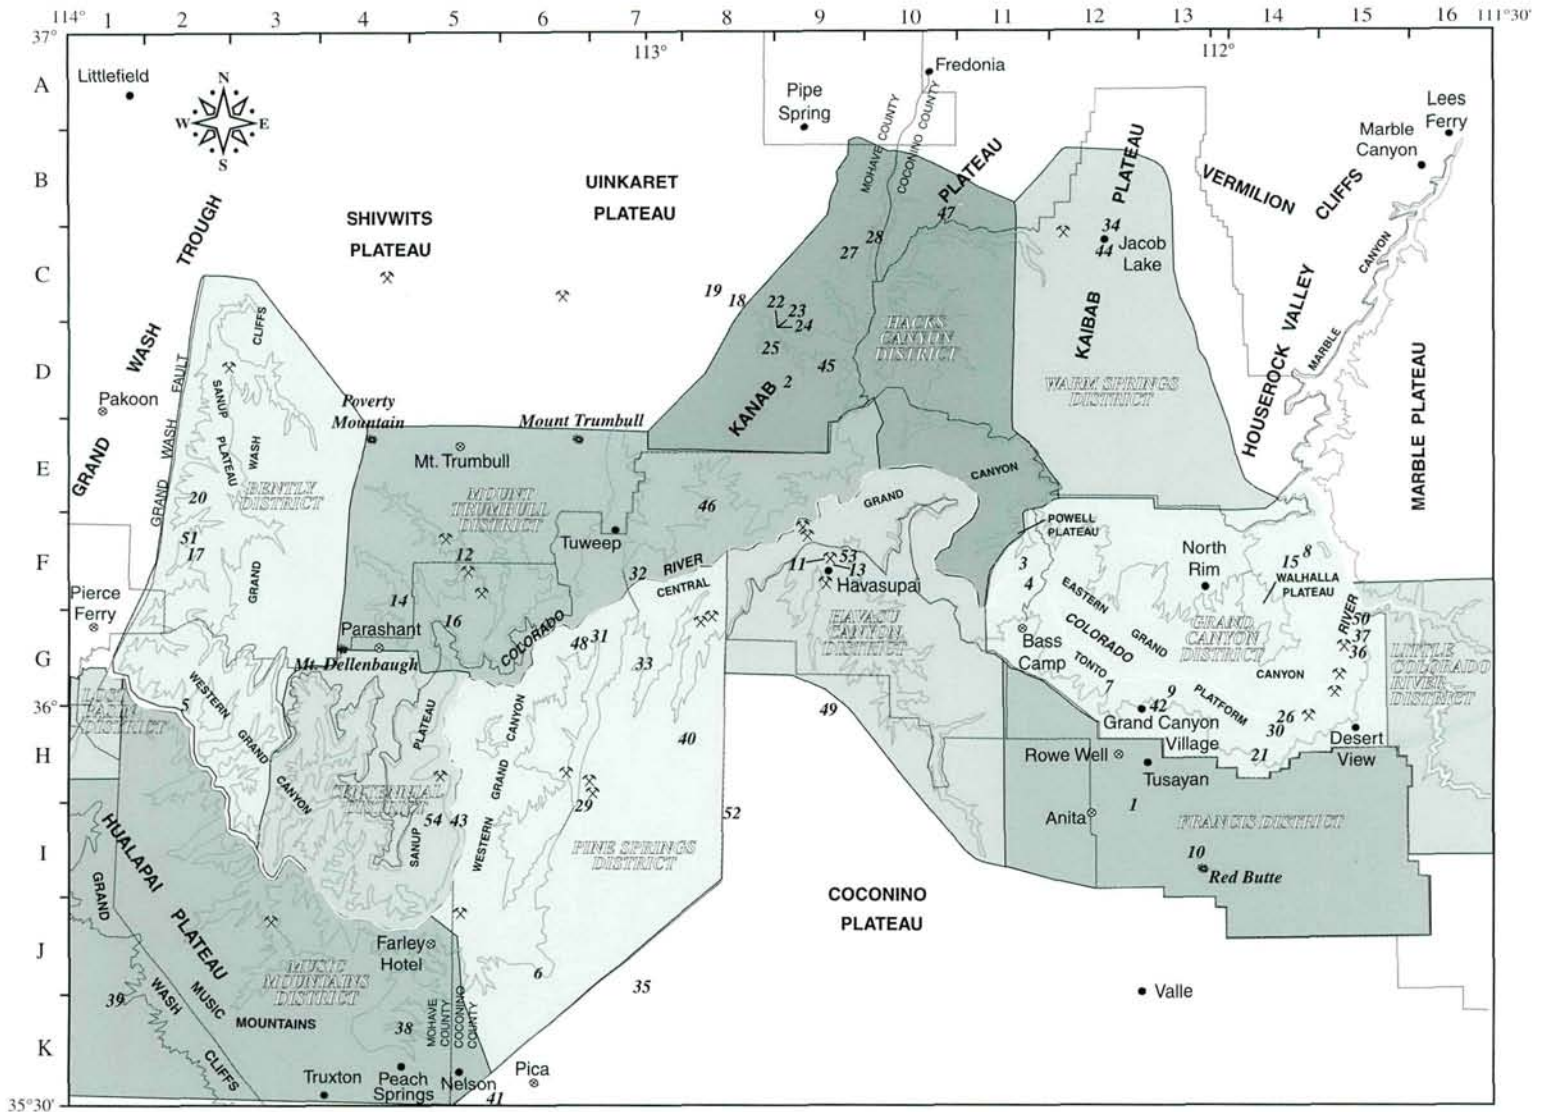 114° 1 2 3 4 5 6 7 8 9 10 11 12 13 14 15 16 111°30'
37°
113°
112°
A
B
C
D
E
F
G
36°
H
I
J
K
35°30'
Littlefield
N
W E
S
Pipe
Spring
Fredonia
MOHAVE COUNTY
COCONINO COUNTY
Lees
Ferry
Marble
Canyon
GRAND WASH TROUGH
SHIVWITS
PLATEAU
UINKARET
PLATEAU
KANAB PLATEAU
KAIBAB PLATEAU
VERMILION CLIFFS
HOUSEROCK VALLEY
MARBLE CANYON
MARBLE PLATEAU
47
28
27
34
44
Jacob
Lake
19
18
22
23
24
25
45
2
HACKS
CANYON
DISTRICT
WARM SPRINGS
DISTRICT
Pakoon
GRAND WASH FAULT
CLIFFS
SANUP PLATEAU
WASH
GRAND
BENTLY
DISTRICT
20
51
17
Poverty
Mountain
Mt. Trumbull
Mount Trumbull
MOUNT
TRUMBULL
DISTRICT
46
Tuweep
12
14
16
Parashant
Mt. Dellenbaugh
COLORADO
RIVER
32
CENTRAL
48
31
33
GRAND
CANYON
11
53
13
Havasupai
HAVASU
CANYON
DISTRICT
49
POWELL
PLATEAU
3
4
EASTERN
GRAND
CANYON
North
Rim
15
8
WALHALLA
PLATEAU
Bass
Camp
COLORADO
RIVER
TONTO
PLATFORM
GRAND
CANYON
DISTRICT
7
9
42
Grand Canyon
Village
50
37
36
26
30
21
Desert
View
LITTLE
COLORADO
RIVER
DISTRICT
Pierce
Ferry
LOST
BASIN
DISTRICT
WESTERN
GRAND
CANYON
5
CENTENNIAL
DISTRICT
SANUP
PLATEAU
54
43
WESTERN
GRAND
CANYON
40
29
52
PINE SPRINGS
DISTRICT
Rowe Well
Tusayan
Anita
1
FRANCIS DISTRICT
10
Red Butte
COCONINO
PLATEAU
HUALAPAI PLATEAU
GRAND
WASH
CLIFFS
39
MUSIC
MOUNTAINS
MUSIC
MOUNTAINS
DISTRICT
Farley
Hotel
6
35
Valle
38
MOHAVE
COUNTY
COCONINO
COUNTY
Truxton
Peach
Springs
Nelson
41
Pica